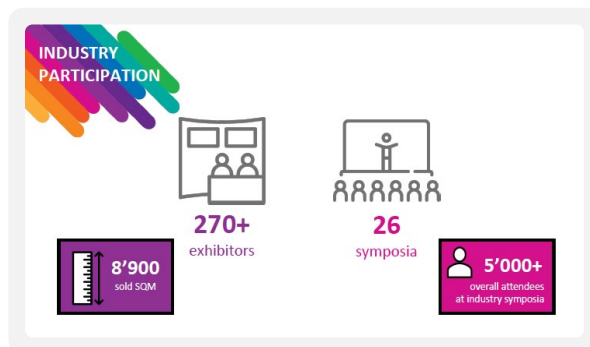 INDUSTRY
PARTICIPATION
270+
exhibitors
26
symposia
8’900
sold SQM
5’000+
overall attendees
at industry symposia